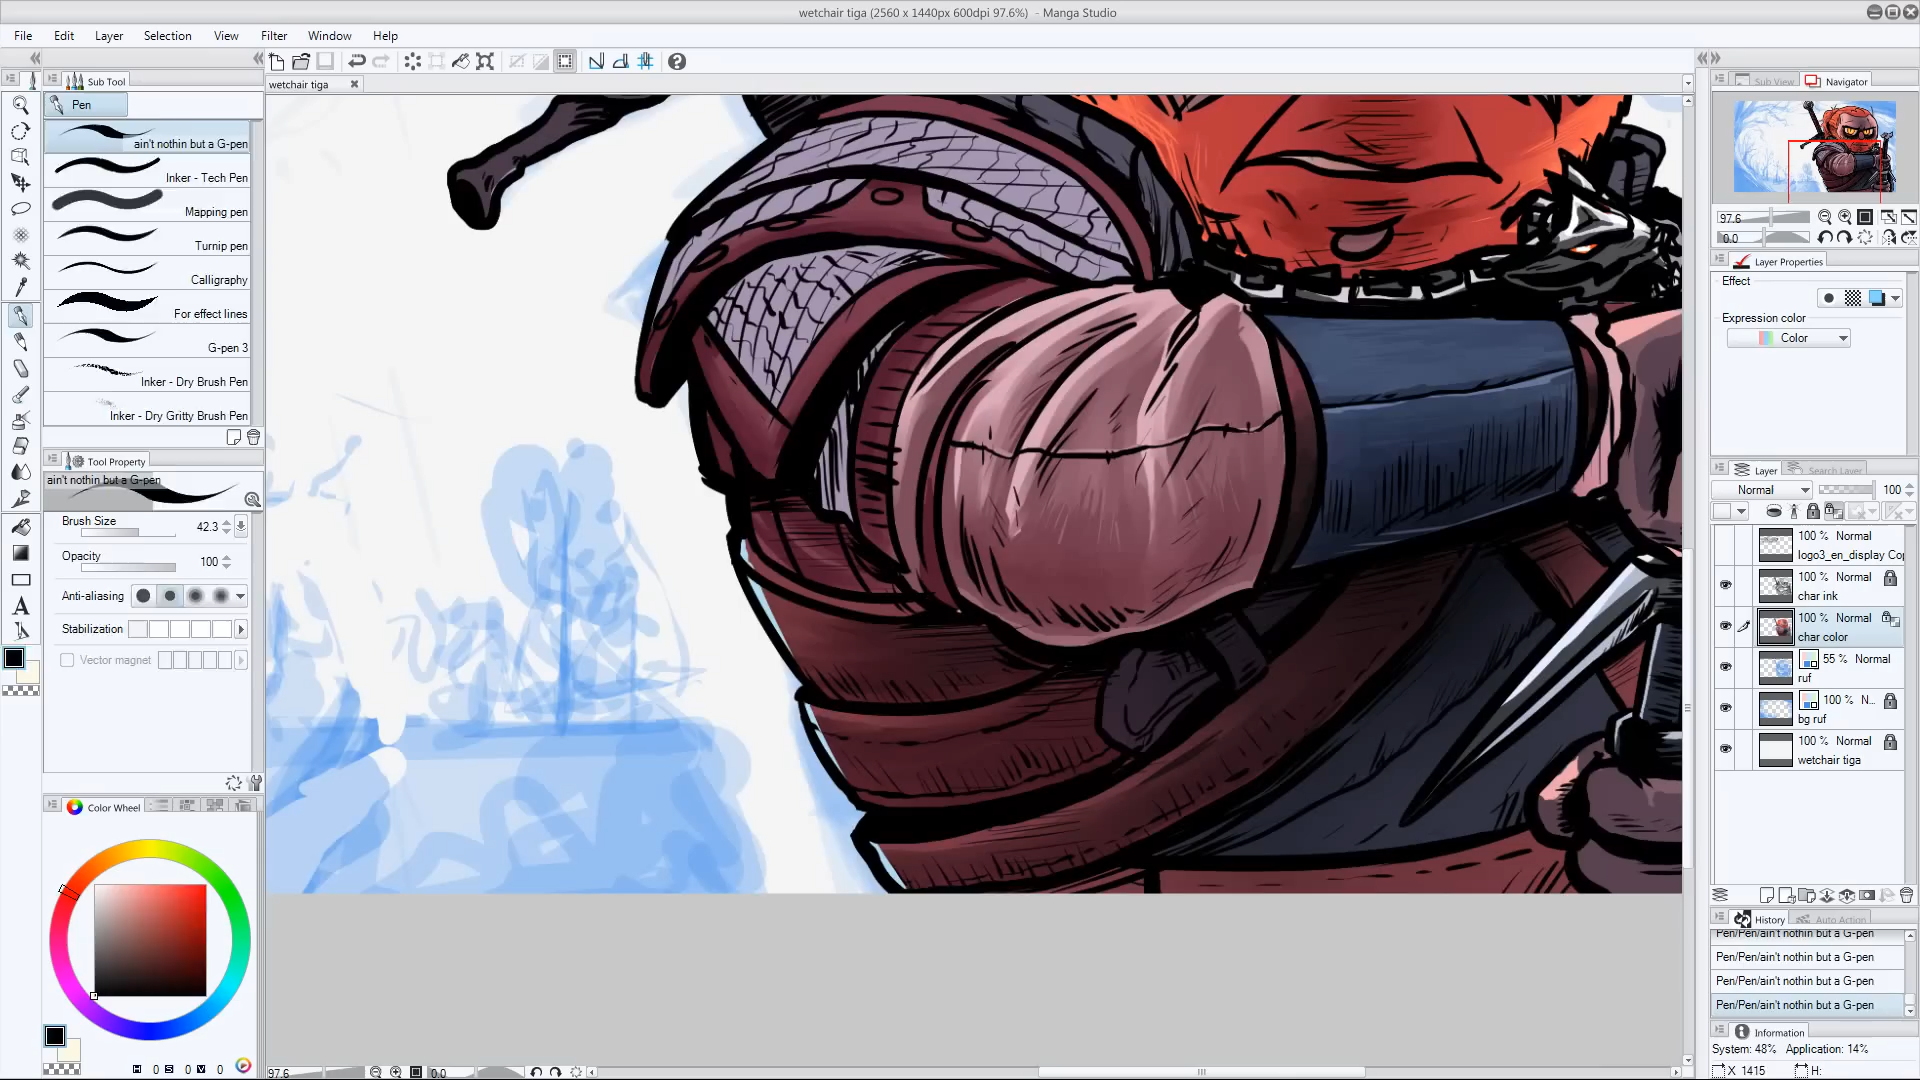 wetchair tiga (2560 x 1440px 600dpi 97.6%) - Manga Studio
File Edit Layer Selection View Filter Window Help
Sub Tool
wetchair tiga
Sub View Navigator
Pen
ain't nothin but a G-pen
Inker - Tech Pen
Mapping pen
Turnip pen
Calligraphy
For effect lines
G-pen 3
Inker - Dry Brush Pen
Inker - Dry Gritty Brush Pen
Tool Property
ain't nothin but a G-pen
Brush Size 42.3
Opacity 100
Anti-aliasing
Stabilization
Vector magnet
Color Wheel
H 0 S 0 V 0
97.6 0.0
97.6
0.0
Layer Properties
Effect
Expression color
Color
Layer Search Layer
Normal 100
100 % Normal
logo3_en_display Co
100 % Normal
char ink
100 % Normal
char color
55 % Normal
ruf
100 % N...
bg ruf
100 % Normal
wetchair tiga
History Auto Action
Pen/Pen/ain't nothin but a G-pen
Pen/Pen/ain't nothin but a G-pen
Pen/Pen/ain't nothin but a G-pen
Pen/Pen/ain't nothin but a G-pen
Information
System: 48% Application: 14%
X 1415 H: